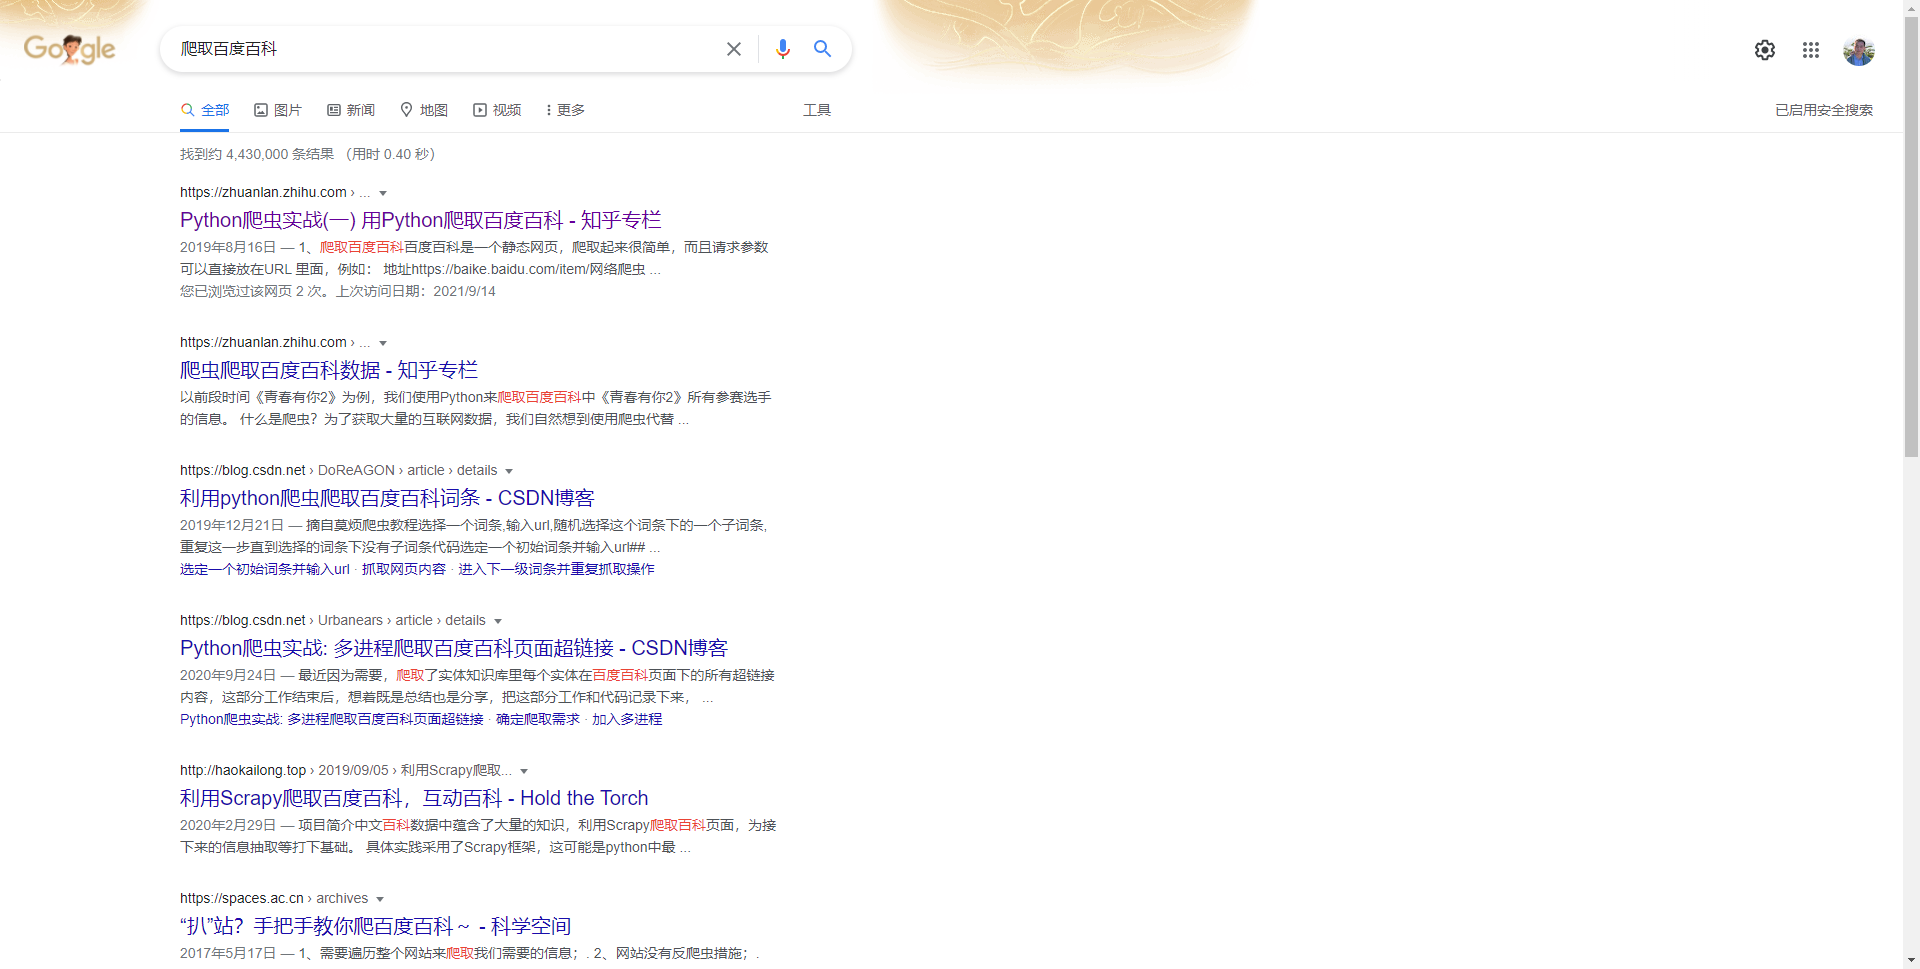 Google
爬取百度百科
全部 图片 新闻 地图 视频 更多 工具 已启用安全搜索
找到约 4,430,000 条结果 （用时 0.40 秒）
https://zhuanlan.zhihu.com › ...
Python爬虫实战(一) 用Python爬取百度百科 - 知乎专栏
2019年8月16日 — 1、爬取百度百科百度百科是一个静态网页，爬取起来很简单，而且请求参数
可以直接放在URL 里面，例如： 地址https://baike.baidu.com/item/网络爬虫 ...
您已浏览过该网页 2 次。上次访问日期：2021/9/14
https://zhuanlan.zhihu.com › ...
爬虫爬取百度百科数据 - 知乎专栏
以前段时间《青春有你2》为例，我们使用Python来爬取百度百科中《青春有你2》所有参赛选手
的信息。 什么是爬虫？为了获取大量的互联网数据，我们自然想到使用爬虫代替 ...
https://blog.csdn.net › DoReAGON › article › details
利用python爬虫爬取百度百科词条 - CSDN博客
2019年12月21日 — 摘自莫烦爬虫教程选择一个词条,输入url,随机选择这个词条下的一个子词条,
重复这一步直到选择的词条下没有子词条代码选定一个初始词条并输入url## ...
选定一个初始词条并输入url · 抓取网页内容 · 进入下一级词条并重复抓取操作
https://blog.csdn.net › Urbanears › article › details
Python爬虫实战: 多进程爬取百度百科页面超链接 - CSDN博客
2020年9月24日 — 最近因为需要，爬取了实体知识库里每个实体在百度百科页面下的所有超链接
内容，这部分工作结束后，想着既是总结也是分享，把这部分工作和代码记录下来， ...
Python爬虫实战: 多进程爬取百度百科页面超链接 · 确定爬取需求 · 加入多进程
http://haokailong.top › 2019/09/05 › 利用Scrapy爬取...
利用Scrapy爬取百度百科，互动百科 - Hold the Torch
2020年2月29日 — 项目简介中文百科数据中蕴含了大量的知识，利用Scrapy爬取百科页面，为接
下来的信息抽取等打下基础。 具体实践采用了Scrapy框架，这可能是python中最 ...
https://spaces.ac.cn › archives
“扒”站？手把手教你爬百度百科～ - 科学空间
2017年5月17日 — 1、需要遍历整个网站来爬取我们需要的信息；. 2、网站没有反爬虫措施；.